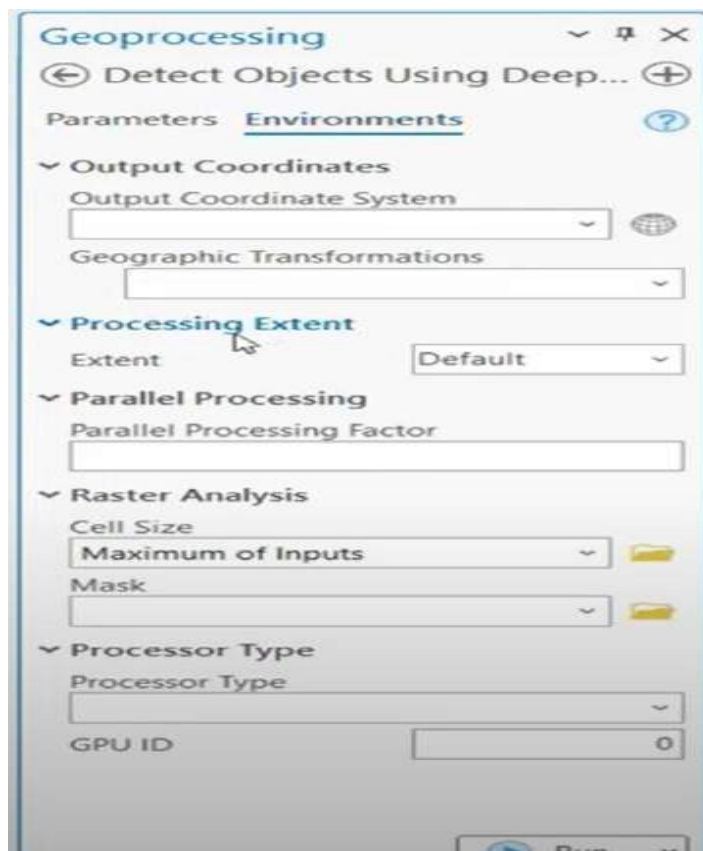 Geoprocessing
Detect Objects Using Deep...
Parameters Environments
Output Coordinates
Output Coordinate System
Geographic Transformations
Processing Extent
Extent Default
Parallel Processing
Parallel Processing Factor
Raster Analysis
Cell Size
Maximum of Inputs
Mask
Processor Type
Processor Type
GPU ID 0